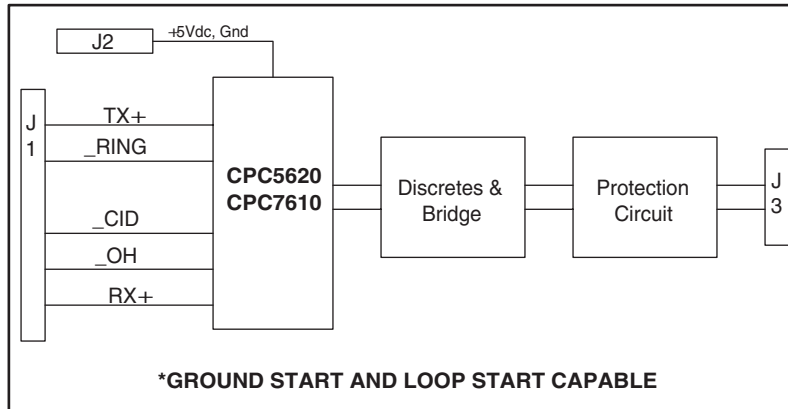 J2
+5Vdc, Gnd
J
1
TX+
_RING
_CID
_OH
RX+
CPC5620
CPC7610
Discretes &
Bridge
Protection
Circuit
J
3
*GROUND START AND LOOP START CAPABLE